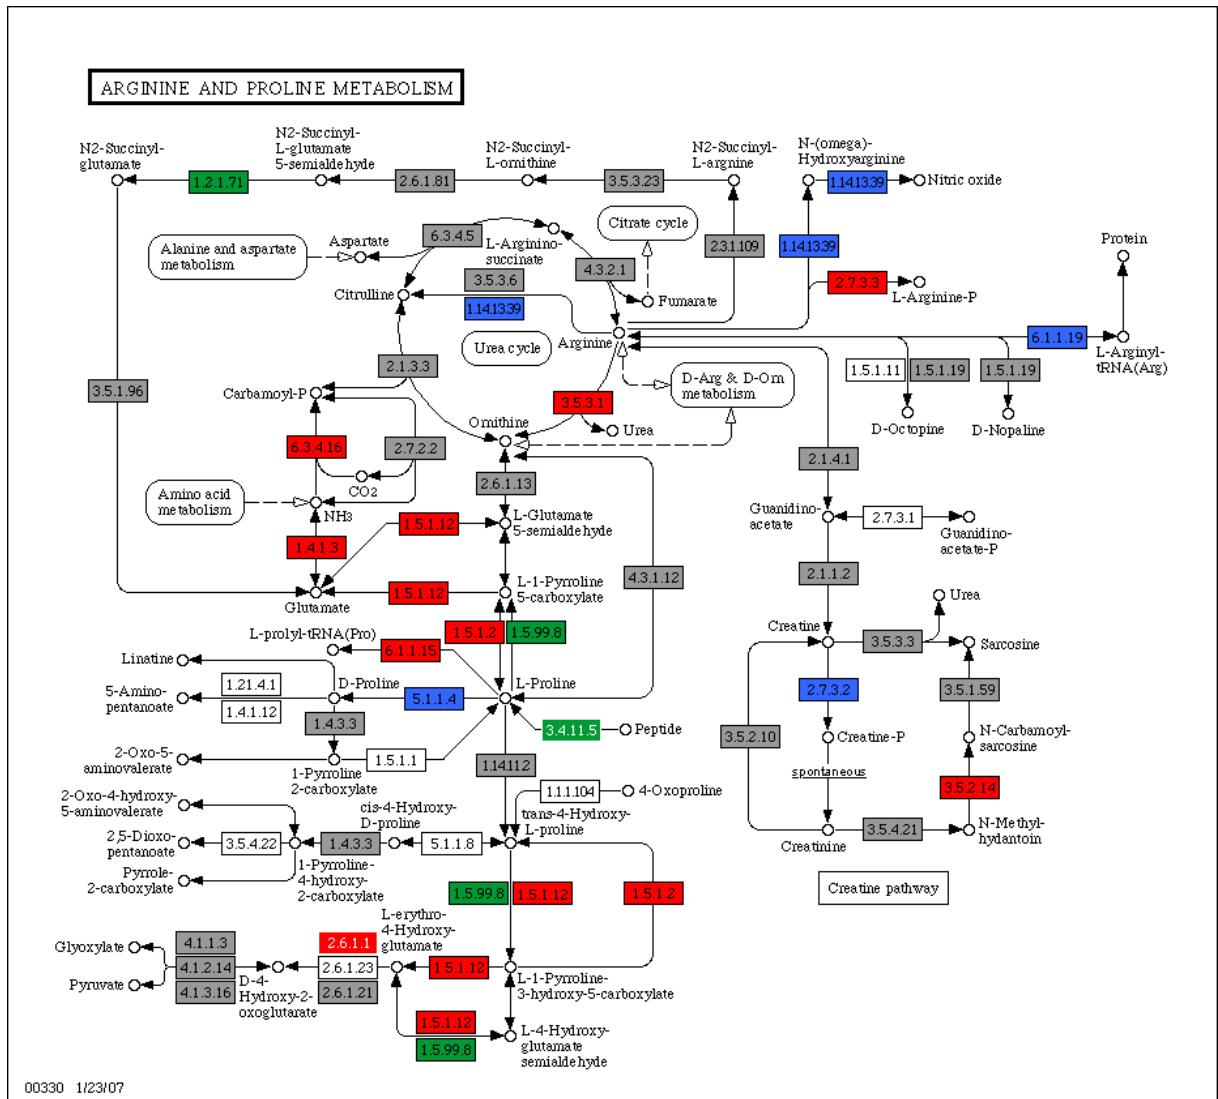 ARGININE AND PROLINE METABOLISM
N2-Succinyl-
glutamate
N2-Succinyl-
L-glutamate
5-semialdehyde
N2-Succinyl-
L-ornithine
N2-Succinyl-
L-arginine
N-(omega)-
Hydroxyarginine
1.2.1.71
2.6.1.81
3.5.3.23
1.14.13.39
Nitric oxide
Alanine and aspartate
metabolism
Aspartate
6.3.4.5
L-Arginino-
succinate
Citrate cycle
2.3.1.109
1.14.13.39
Protein
4.3.2.1
3.5.3.6
Citrulline
1.14.13.39
Fumarate
2.7.3.3
L-Arginine-P
Urea cycle
Arginine
6.1.1.19
L-Arginyl-
tRNA(Arg)
3.5.1.96
2.1.3.3
Carbamoyl-P
D-Arg & D-Orn
metabolism
1.5.1.11
1.5.1.19
1.5.1.19
3.5.3.1
Urea
D-Octopine
D-Nopaline
Ornithine
6.3.4.16
2.7.2.2
CO2
2.6.1.13
2.1.4.1
Amino acid
metabolism
NH3
1.5.1.12
L-Glutamate
5-semialdehyde
Guanidino-
acetate
2.7.3.1
Guanidino-
acetate-P
1.4.1.3
4.3.1.12
2.1.1.2
Glutamate
1.5.1.12
L-1-Pyrroline
5-carboxylate
Urea
L-prolyl-tRNA(Pro)
6.1.1.15
1.5.1.2
1.5.99.8
Creatine
3.5.3.3
Sarcosine
Linatine
5-Amino-
pentanoate
1.21.4.1
1.4.1.12
D-Proline
5.1.1.4
L-Proline
2.7.3.2
3.5.1.59
1.4.3.3
3.4.11.5
Peptide
3.5.2.10
Creatine-P
N-Carbamoyl-
sarcosine
2-Oxo-5-
aminovalerate
1-Pyrroline
2-carboxylate
1.5.1.1
1.14.11.2
spontaneous
3.5.2.14
2-Oxo-4-hydroxy-
5-aminovalerate
cis-4-Hydroxy-
D-proline
1.1.1.104
4-Oxoproline
trans-4-Hydroxy-
L-proline
2,5-Dioxo-
pentanoate
3.5.4.22
1.4.3.3
5.1.1.8
Creatinine
3.5.4.21
N-Methyl-
hydantoin
Pyrrole-
2-carboxylate
1-Pyrroline-
4-hydroxy-
2-carboxylate
Creatine pathway
1.5.99.8
1.5.1.12
1.5.1.2
L-erythro-
4-Hydroxy-
glutamate
Glyoxylate
4.1.1.3
2.6.1.1
Pyruvate
4.1.2.14
2.6.1.23
1.5.1.12
4.1.3.16
D-4-
Hydroxy-2-
oxoglutarate
2.6.1.21
L-1-Pyrroline-
3-hydroxy-5-carboxylate
1.5.1.12
1.5.99.8
L-4-Hydroxy-
glutamate
semialdehyde
00330 1/23/07